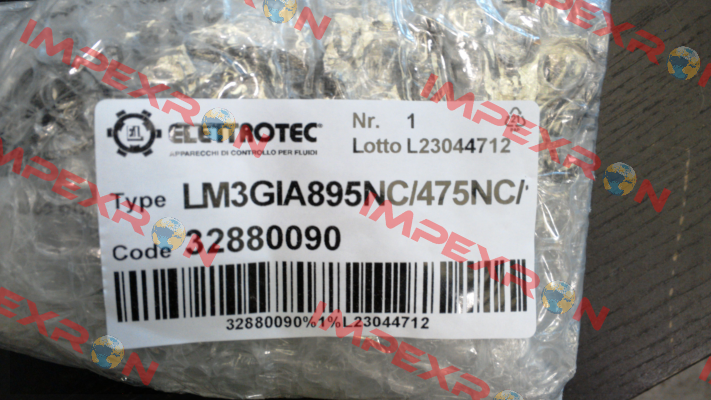 ELETTROTEC®
APPARECCHI DI CONTROLLO PER FLUIDI
Nr. 1
Lotto L23044712
Type LM3GIA895NC/475NC/
Code 32880090
32880090%1%L23044712
IMPEXRON
IMPEXRON
IMPEXRON
IMPEXRON
IMPEXRON
IMPEXRON